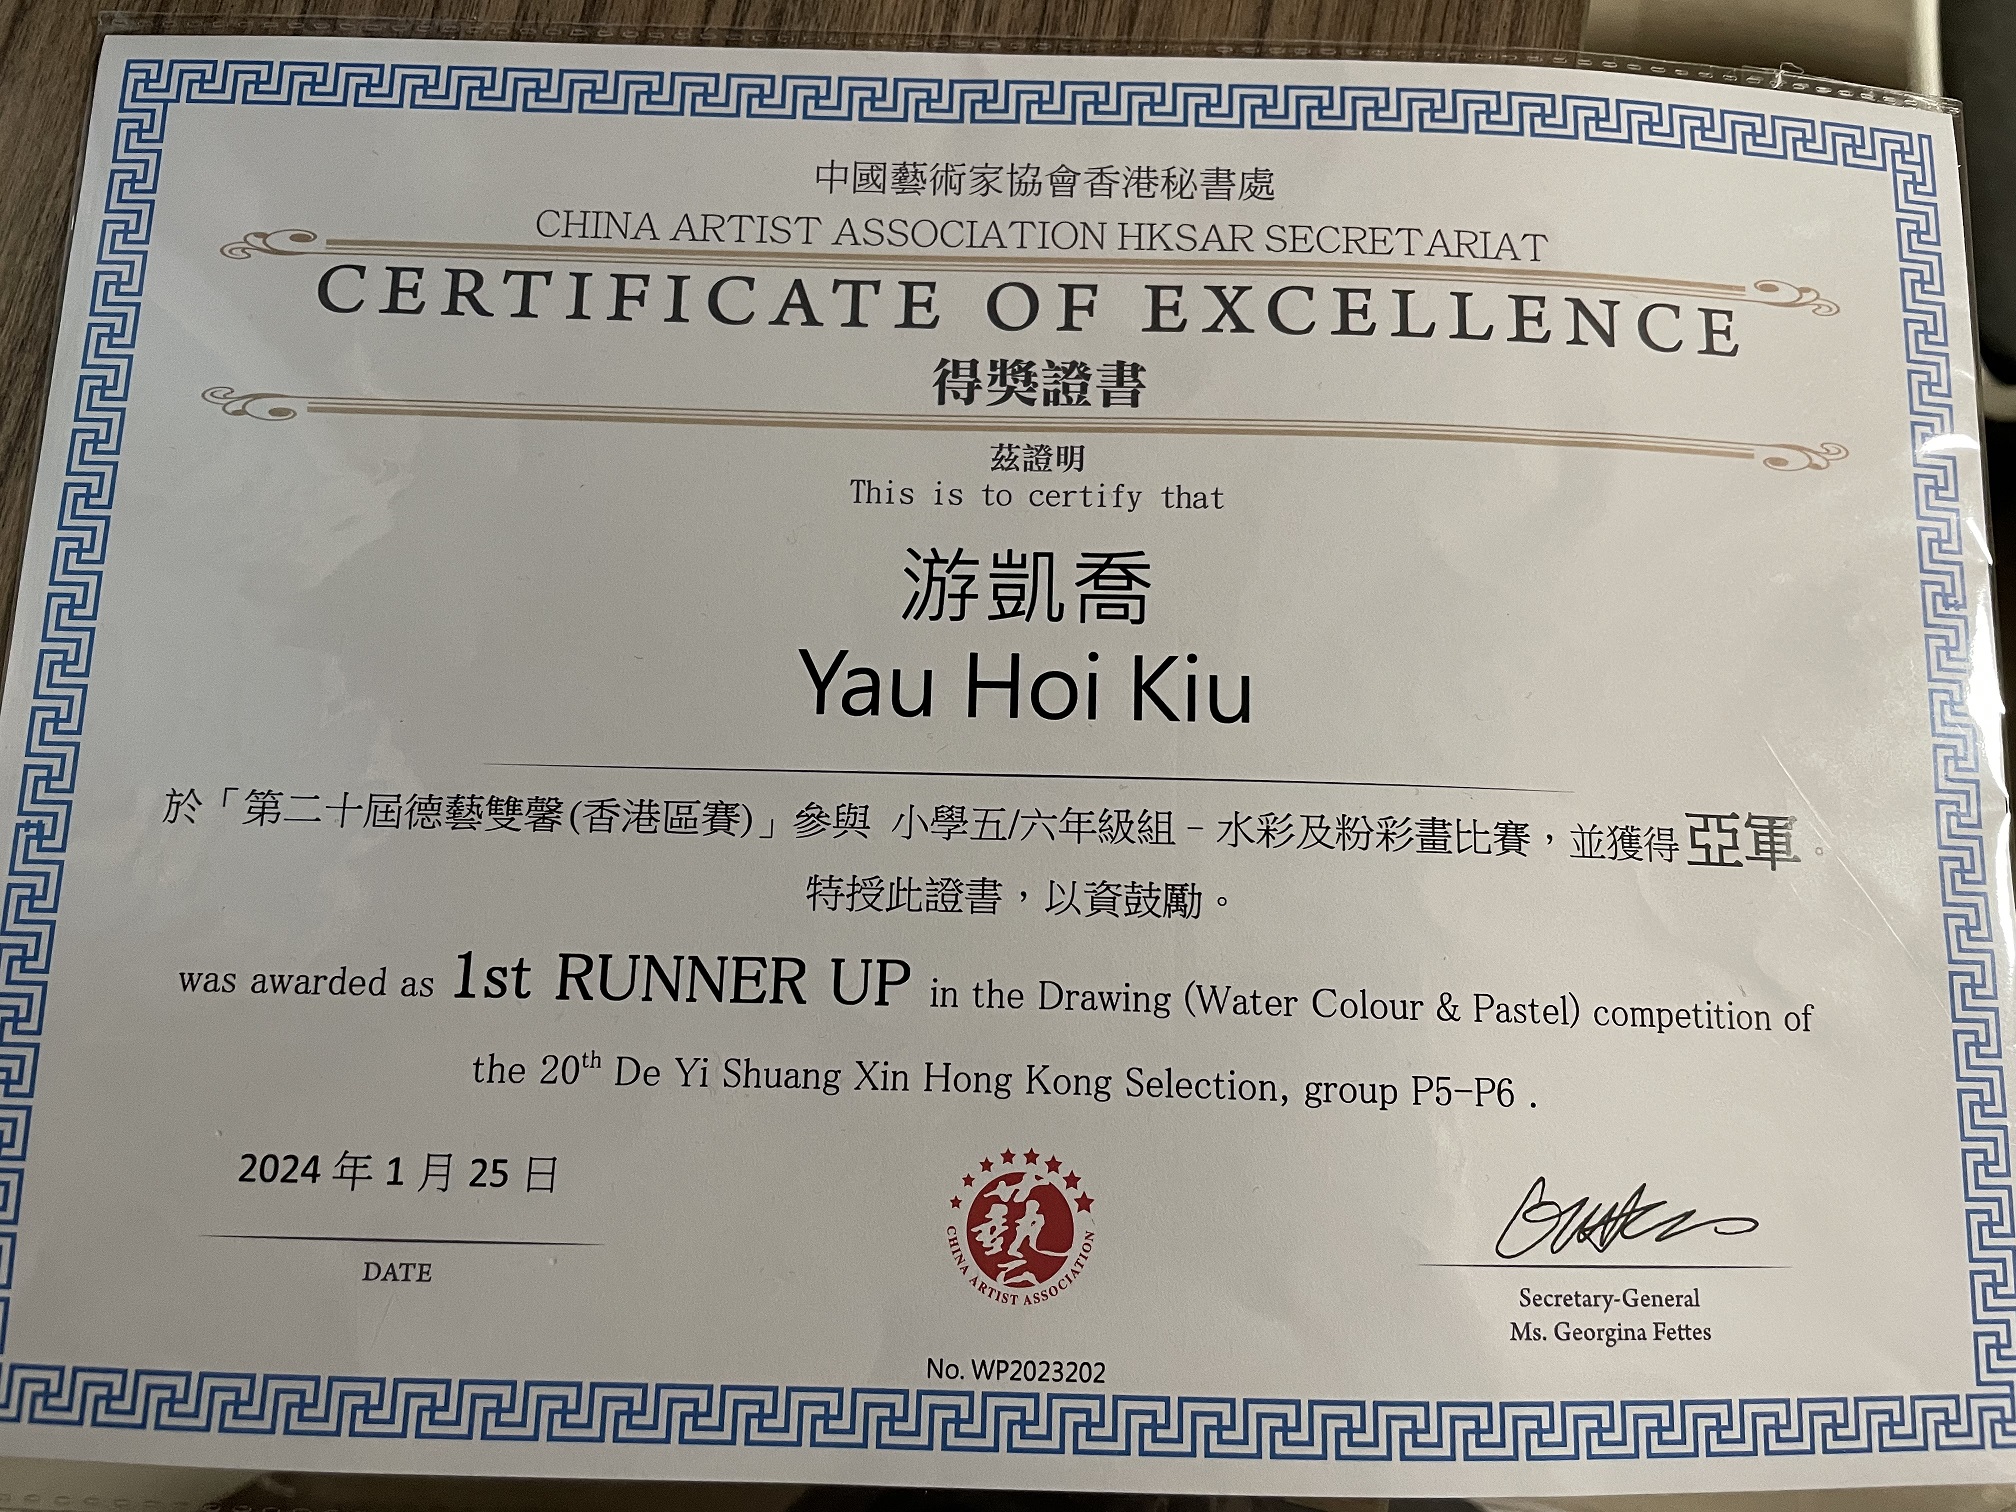 中國藝術家協會香港秘書處
CHINA ARTIST ASSOCIATION HKSAR SECRETARIAT
CERTIFICATE OF EXCELLENCE
得獎證書
茲證明
This is to certify that
游凱喬
Yau Hoi Kiu
於「第二十屆德藝雙馨(香港區賽)」參與 小學五/六年級組 - 水彩及粉彩畫比賽，並獲得 亞軍。
特授此證書，以資鼓勵。
was awarded as 1st RUNNER UP in the Drawing (Water Colour & Pastel) competition of
the 20th De Yi Shuang Xin Hong Kong Selection, group P5-P6 .
2024 年 1 月 25 日
DATE
藝
CHINA ARTIST ASSOCIATION
Secretary-General
Ms. Georgina Fettes
No. WP2023202